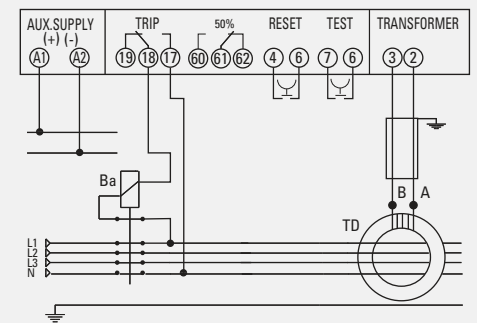 AUX.SUPPLY TRIP 50% RESET TEST TRANSFORMER
(+) (-)
A1 A2 19 18 17 60 61 62 4 6 7 6 3 2
Ba
B A
TD
L1
L2
L3
N